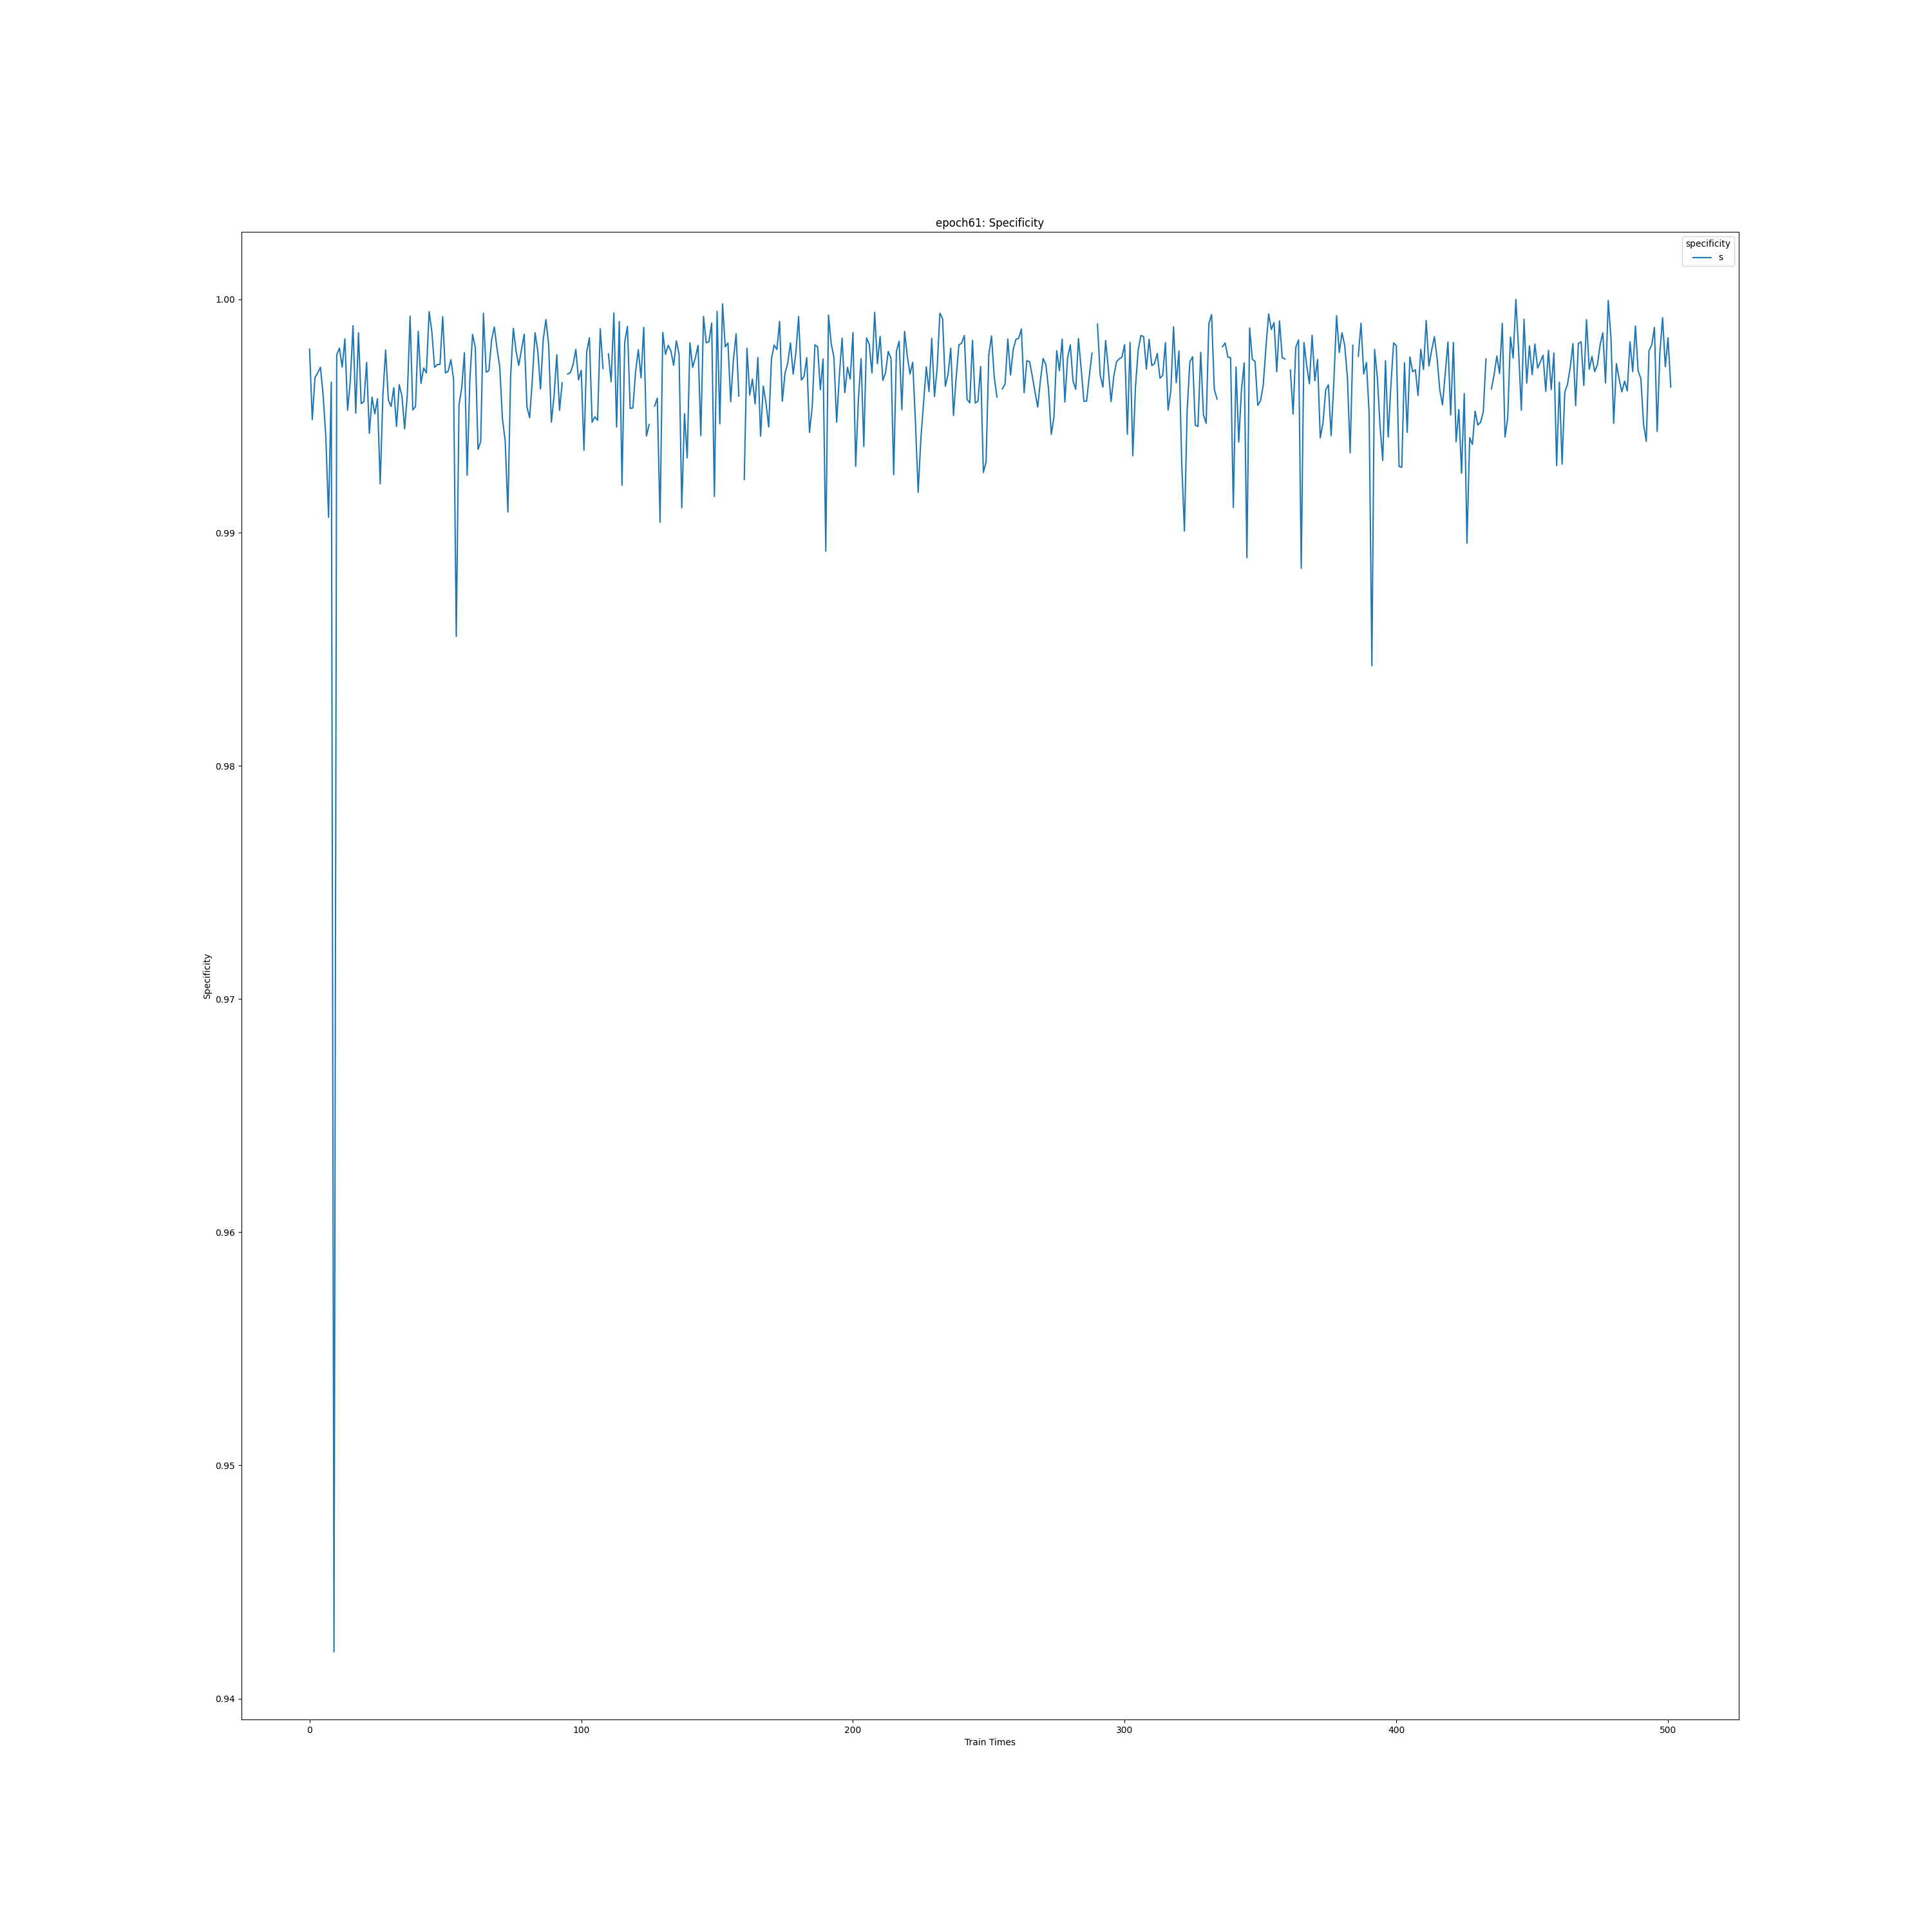 epoch61: Specificity
specificity
s
1.00
0.99
0.98
0.97
0.96
0.95
0.94
Specificity
0
100
200
300
400
500
Train Times